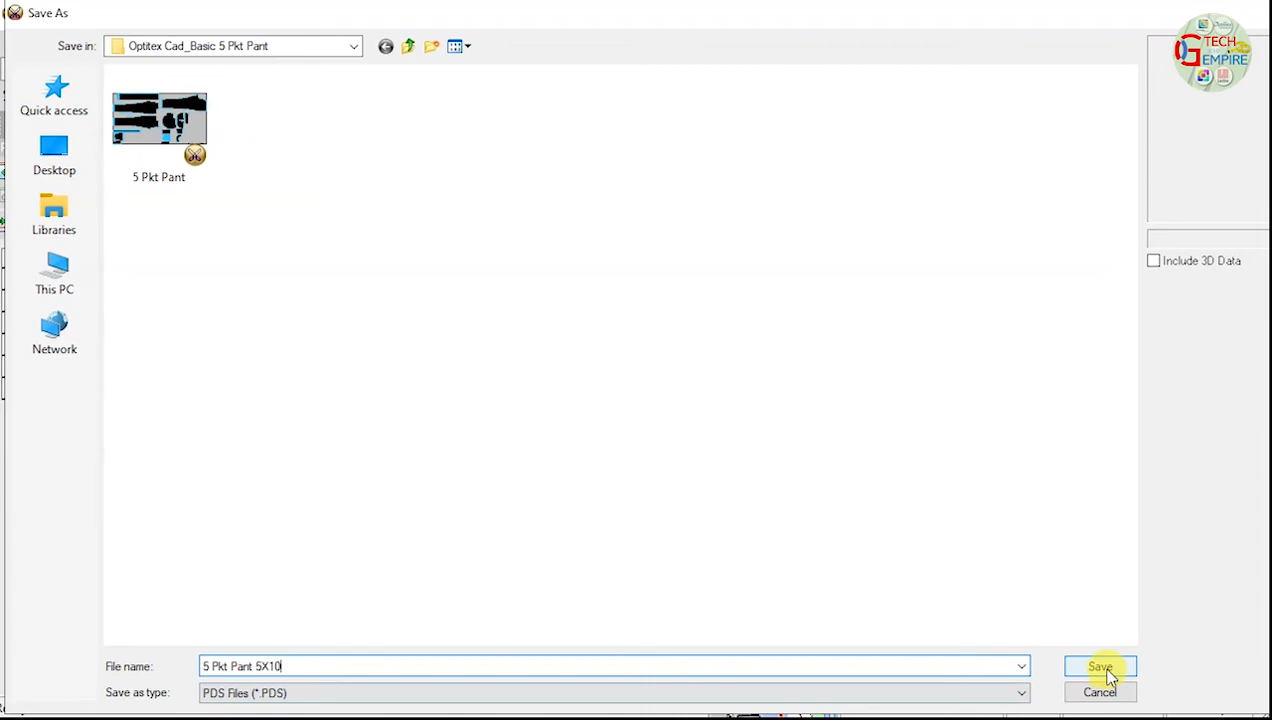 Save As
Save in:
Optitex Cad_Basic 5 Pkt Pant
TECH
EMPIRE
Quick access
Desktop
Libraries
This PC
Network
5 Pkt Pant
Include 3D Data
File name:
5 Pkt Pant 5X10
Save
Save as type:
PDS Files (*.PDS)
Cancel